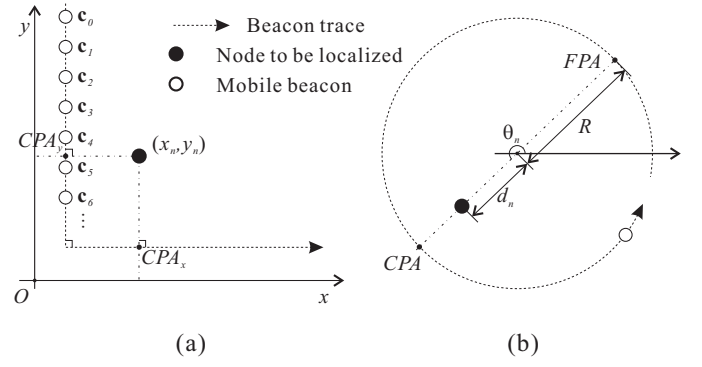 y
c₀
c₁
c₂
c₃
c₄
CPAᵧ
c₅
c₆
⋮
(xₙ,yₙ)
CPAₓ
O
x
Beacon trace
Node to be localized
Mobile beacon
(a)
FPA
θₙ
R
dₙ
CPA
(b)